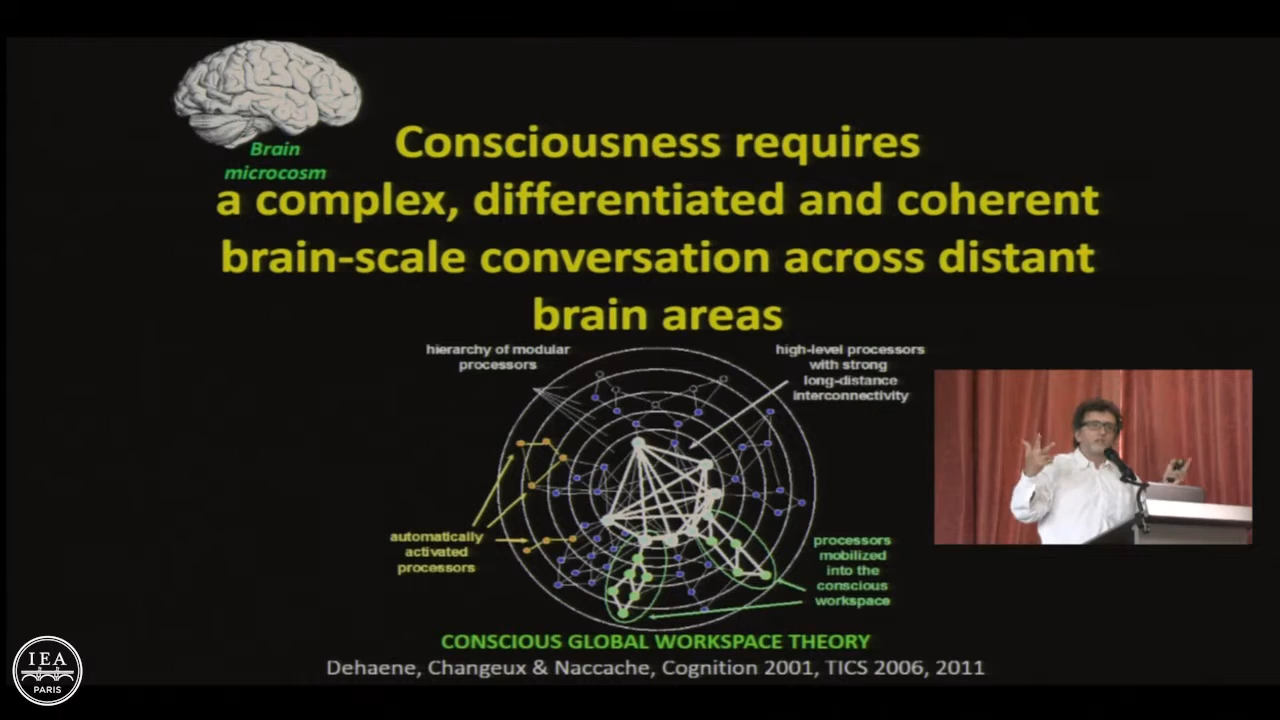 Brain
microcosm
Consciousness requires
a complex, differentiated and coherent
brain-scale conversation across distant
brain areas
hierarchy of modular
processors
high-level processors
with strong
long-distance
interconnectivity
automatically
activated
processors
processors
mobilized
into the
conscious
workspace
CONSCIOUS GLOBAL WORKSPACE THEORY
Dehaene, Changeux & Naccache, Cognition 2001, TICS 2006, 2011
IEA
PARIS